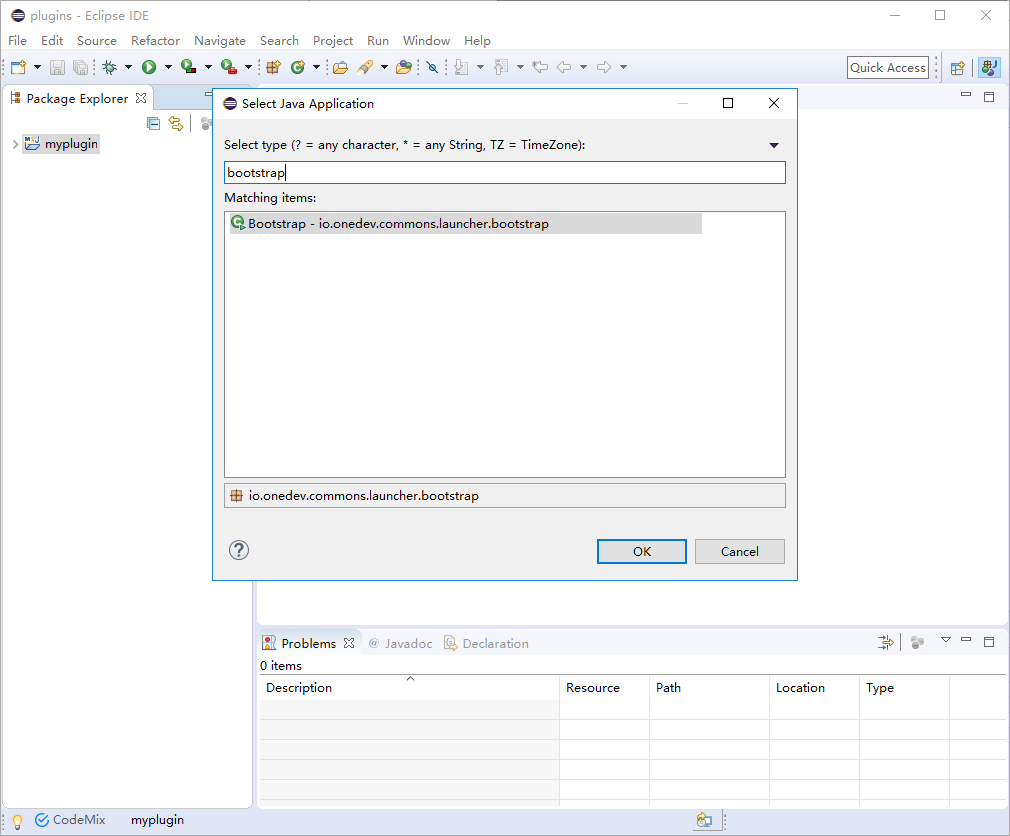 plugins - Eclipse IDE
File Edit Source Refactor Navigate Search Project Run Window Help
Quick Access
Package Explorer
myplugin
Select Java Application
Select type (? = any character, * = any String, TZ = TimeZone):
bootstrap
Matching items:
Bootstrap - io.onedev.commons.launcher.bootstrap
io.onedev.commons.launcher.bootstrap
OK Cancel
Problems @ Javadoc Declaration
0 items
Description Resource Path Location Type
CodeMix myplugin